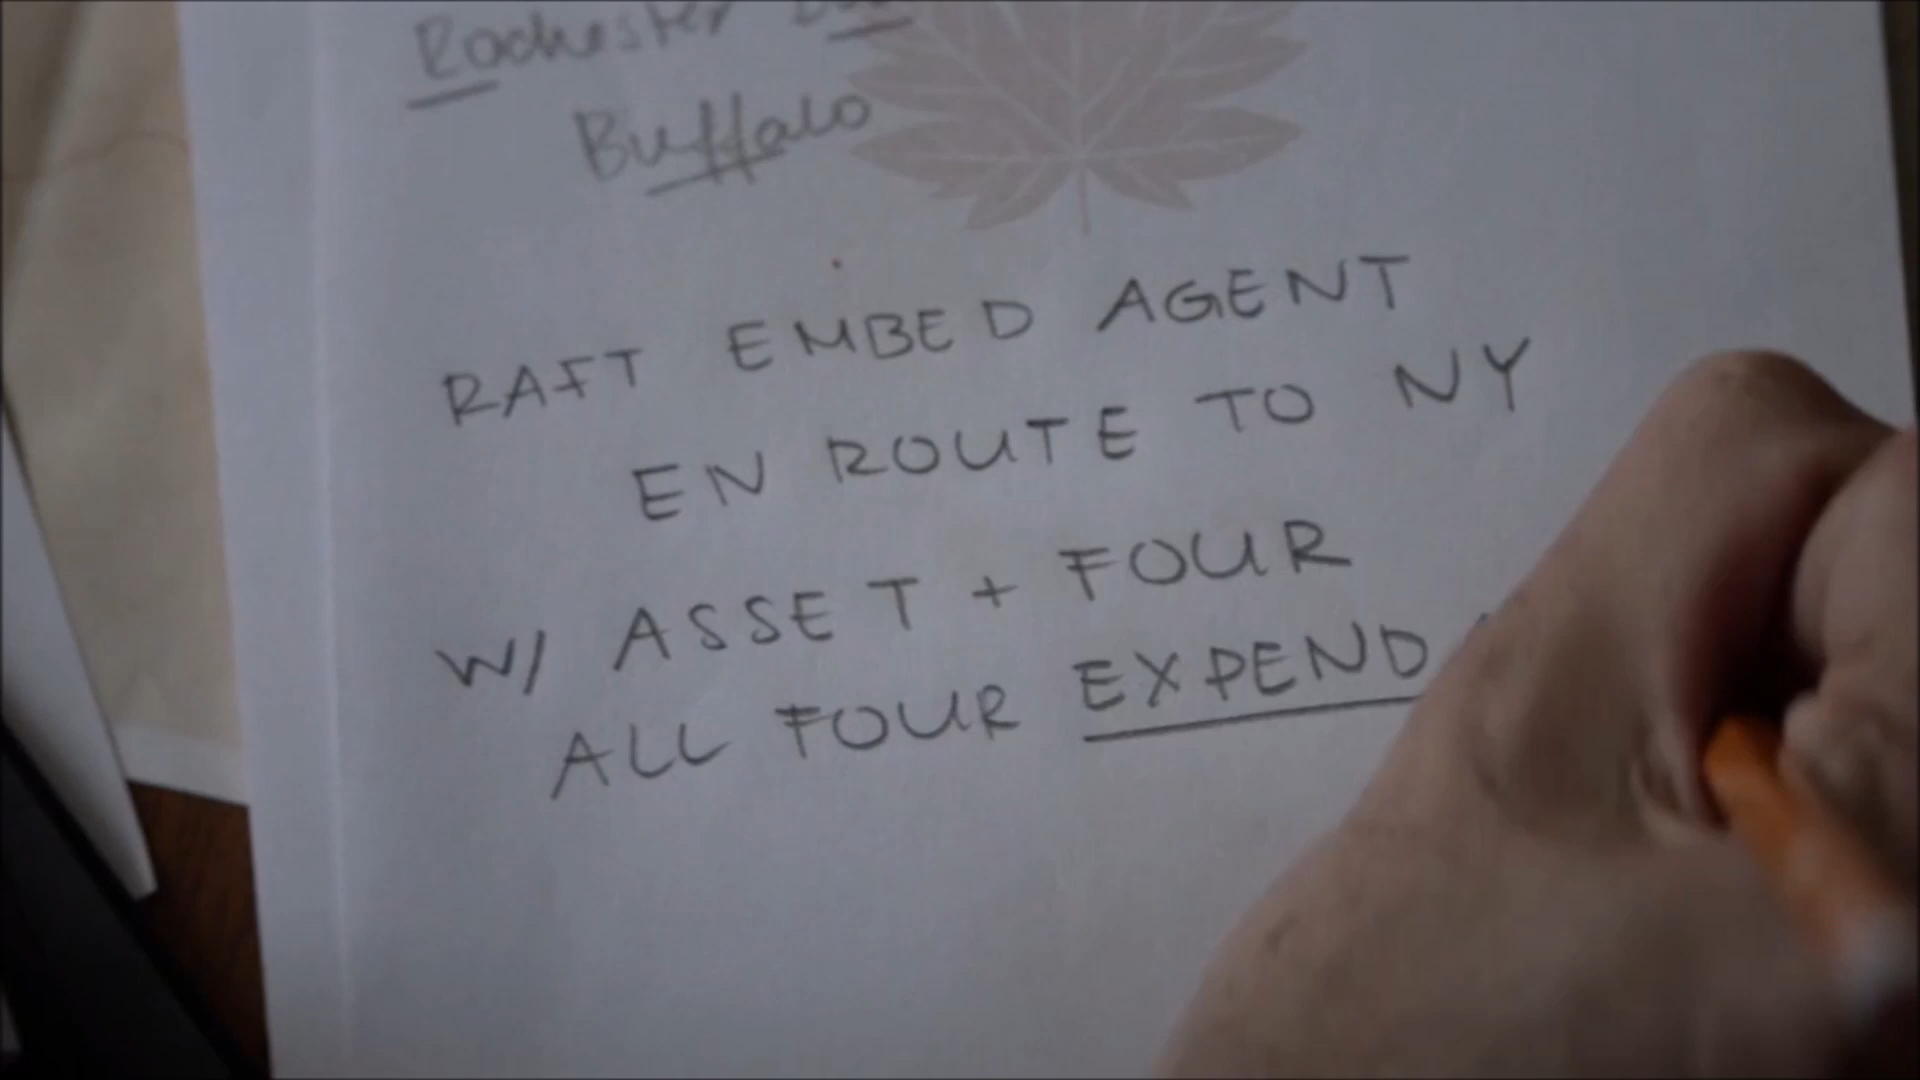 Rochester
Buffalo
RAFT EMBED AGENT
EN ROUTE TO NY
W/ ASSET + FOUR
ALL FOUR EXPEND